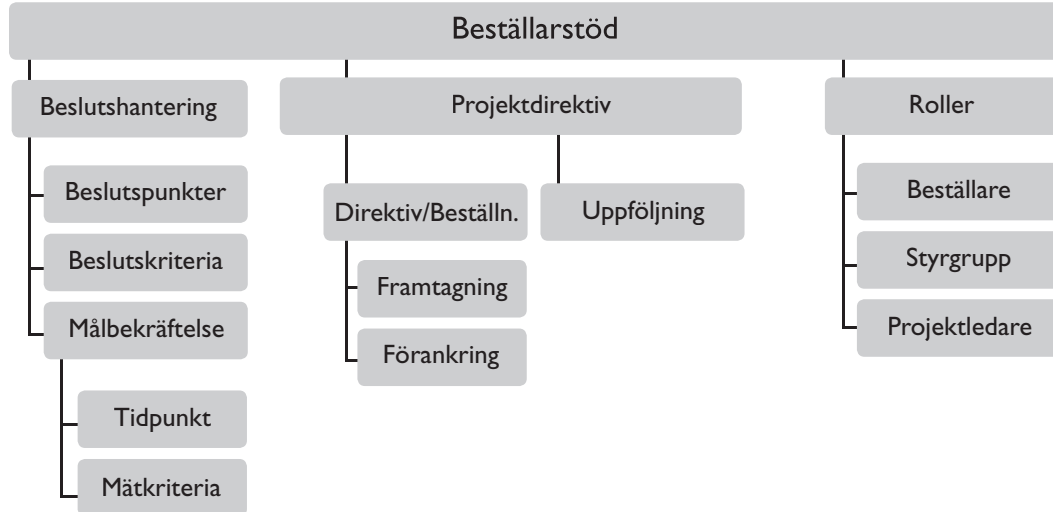 Beställarstöd
Beslutshantering
Beslutspunkter
Beslutskriteria
Målbekräftelse
Tidpunkt
Mätkriteria
Projektdirektiv
Direktiv/Beställn.
Framtagning
Förankring
Uppföljning
Roller
Beställare
Styrgrupp
Projektledare